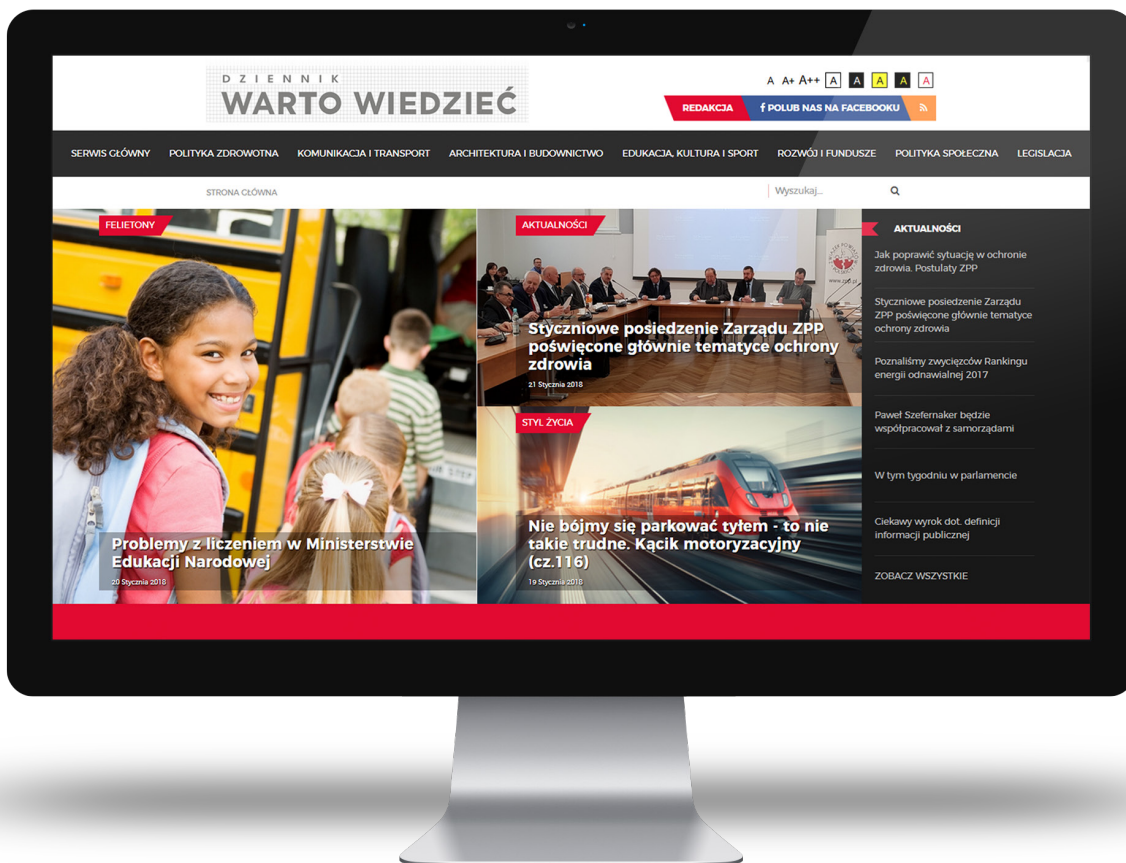 DZIENNIK
WARTO WIEDZIEĆ
A A+ A++ A A A A A
REDAKCJA
f POLUB NAS NA FACEBOOKU
SERWIS GŁÓWNY POLITYKA ZDROWOTNA KOMUNIKACJA I TRANSPORT ARCHITEKTURA I BUDOWNICTWO EDUKACJA, KULTURA I SPORT ROZWÓJ I FUNDUSZE POLITYKA SPOŁECZNA LEGISLACJA
STRONA GŁÓWNA
Wyszukaj...
FELIETONY
Problemy z liczeniem w Ministerstwie
Edukacji Narodowej
20 Stycznia 2018
AKTUALNOŚCI
www.zpp.pl
Styczniowe posiedzenie Zarządu ZPP
poświęcone głównie tematyce ochrony
zdrowia
21 Stycznia 2018
STYL ŻYCIA
Nie bójmy się parkować tyłem - to nie
takie trudne. Kącik motoryzacyjny
(cz.116)
19 Stycznia 2018
AKTUALNOŚCI
Jak poprawić sytuację w ochronie
zdrowia. Postulaty ZPP
Styczniowe posiedzenie Zarządu
ZPP poświęcone głównie tematyce
ochrony zdrowia
Poznaliśmy zwycięzców Rankingu
energii odnawialnej 2017
Paweł Szefernaker będzie
współpracował z samorządami
W tym tygodniu w parlamencie
Ciekawy wyrok dot. definicji
informacji publicznej
ZOBACZ WSZYSTKIE